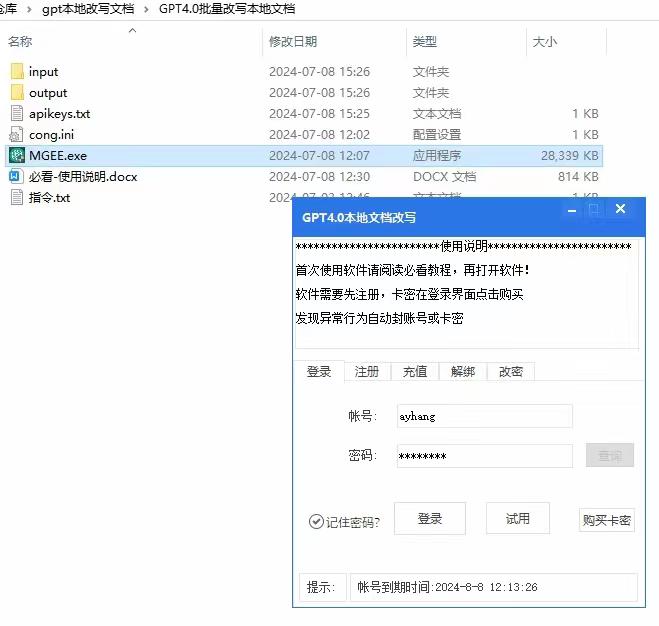 仓库 › gpt本地改写文档 › GPT4.0批量改写本地文档
名称 修改日期 类型 大小
input 2024-07-08 15:26 文件夹
output 2024-07-08 15:26 文件夹
apikeys.txt 2024-07-08 15:25 文本文档 1 KB
cong.ini 2024-07-08 12:02 配置设置 1 KB
MGEE.exe 2024-07-08 12:07 应用程序 28,339 KB
必看-使用说明.docx 2024-07-08 12:30 DOCX 文档 814 KB
指令.txt
GPT4.0本地文档改写
************************使用说明************************
首次使用软件请阅读必看教程，再打开软件！
软件需要先注册，卡密在登录界面点击购买
发现异常行为自动封账号或卡密
登录 注册 充值 解绑 改密
帐号: ayhang
密码: ******** 查询
记住密码? 登录 试用 购买卡密
提示: 帐号到期时间:2024-8-8 12:13:26